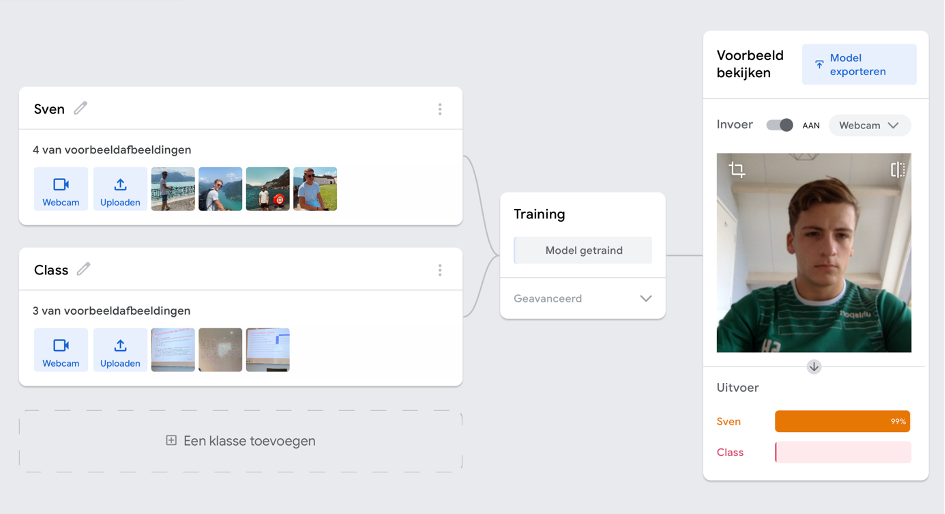 Sven
4 van voorbeeldafbeeldingen
Webcam
Uploaden
Class
3 van voorbeeldafbeeldingen
Webcam
Uploaden
Een klasse toevoegen
Training
Model getraind
Geavanceerd
Voorbeeld
bekijken
Model
exporteren
Invoer
AAN
Webcam
Uitvoer
Sven
99%
Class